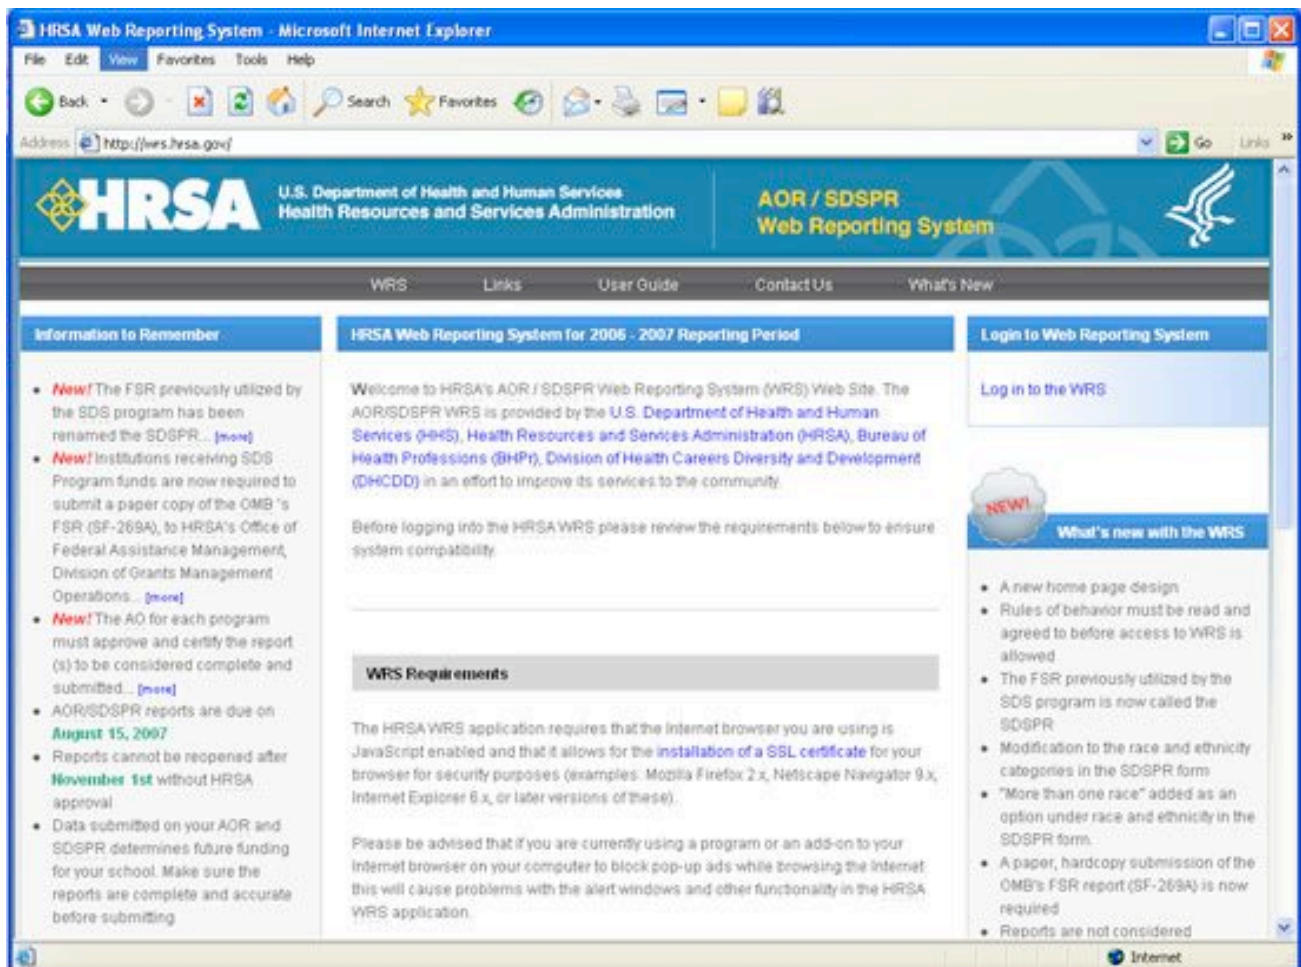 HRSA Web Reporting System - Microsoft Internet Explorer
File Edit View Favorites Tools Help
Back Search Favorites
Address http://wrs.hrsa.gov/ Go Links »
HRSA
U.S. Department of Health and Human Services
Health Resources and Services Administration
AOR / SDSPR
Web Reporting System
WRS Links User Guide Contact Us What's New
Information to Remember
• New! The FSR previously utilized by
the SDS program has been
renamed the SDSPR... [more]
• New! Institutions receiving SDS
Program funds are now required to
submit a paper copy of the OMB 's
FSR (SF-269A), to HRSA's Office of
Federal Assistance Management,
Division of Grants Management
Operations... [more]
• New! The AO for each program
must approve and certify the report
(s) to be considered complete and
submitted... [more]
• AOR/SDSPR reports are due on
August 15, 2007
• Reports cannot be reopened after
November 1st without HRSA
approval
• Data submitted on your AOR and
SDSPR determines future funding
for your school. Make sure the
reports are complete and accurate
before submitting
HRSA Web Reporting System for 2006 - 2007 Reporting Period
Welcome to HRSA's AOR / SDSPR Web Reporting System (WRS) Web Site. The
AOR/SDSPR WRS is provided by the U.S. Department of Health and Human
Services (HHS), Health Resources and Services Administration (HRSA), Bureau of
Health Professions (BHPr), Division of Health Careers Diversity and Development
(DHCDD) in an effort to improve its services to the community.
Before logging into the HRSA WRS please review the requirements below to ensure
system compatibility.
WRS Requirements
The HRSA WRS application requires that the Internet browser you are using is
JavaScript enabled and that it allows for the installation of a SSL certificate for your
browser for security purposes (examples: Mozilla Firefox 2.x, Netscape Navigator 9.x,
Internet Explorer 6.x, or later versions of these).
Please be advised that if you are currently using a program or an add-on to your
Internet browser on your computer to block pop-up ads while browsing the Internet
this will cause problems with the alert windows and other functionality in the HRSA
WRS application.
Login to Web Reporting System
Log in to the WRS
NEW!
What's new with the WRS
• A new home page design
• Rules of behavior must be read and
agreed to before access to WRS is
allowed
• The FSR previously utilized by the
SDS program is now called the
SDSPR
• Modification to the race and ethnicity
categories in the SDSPR form
• "More than one race" added as an
option under race and ethnicity in the
SDSPR form.
• A paper, hardcopy submission of the
OMB's FSR report (SF-269A) is now
required
• Reports are not considered
Internet